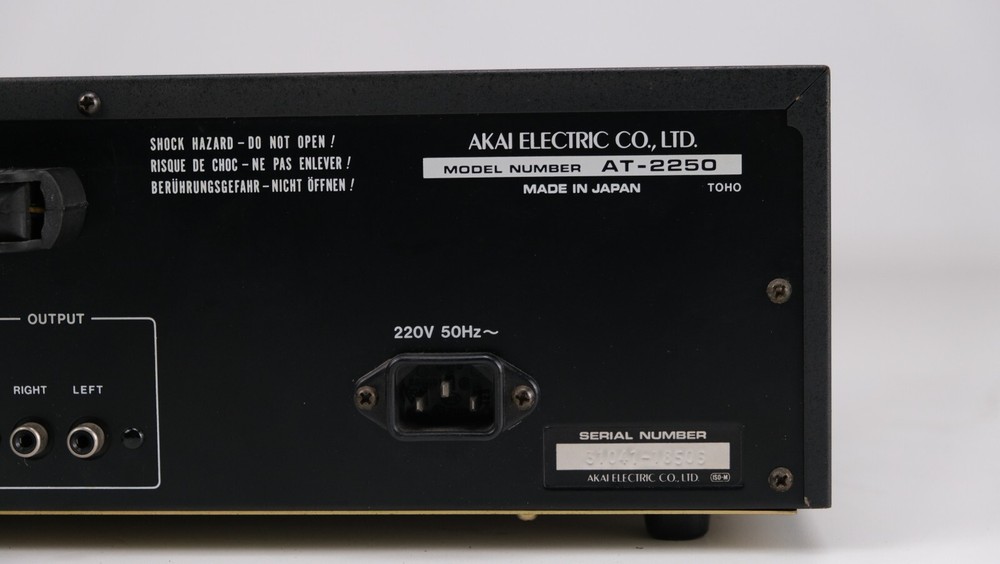 SHOCK HAZARD – DO NOT OPEN!
RISQUE DE CHOC – NE PAS ENLEVER!
BERÜHRUNGSGEFAHR – NICHT ÖFFNEN!
AKAI ELECTRIC CO., LTD.
MODEL NUMBER AT-2250
MADE IN JAPAN TOHO
OUTPUT
RIGHT LEFT
220V 50Hz~
SERIAL NUMBER
AKAI ELECTRIC CO., LTD. 150-M